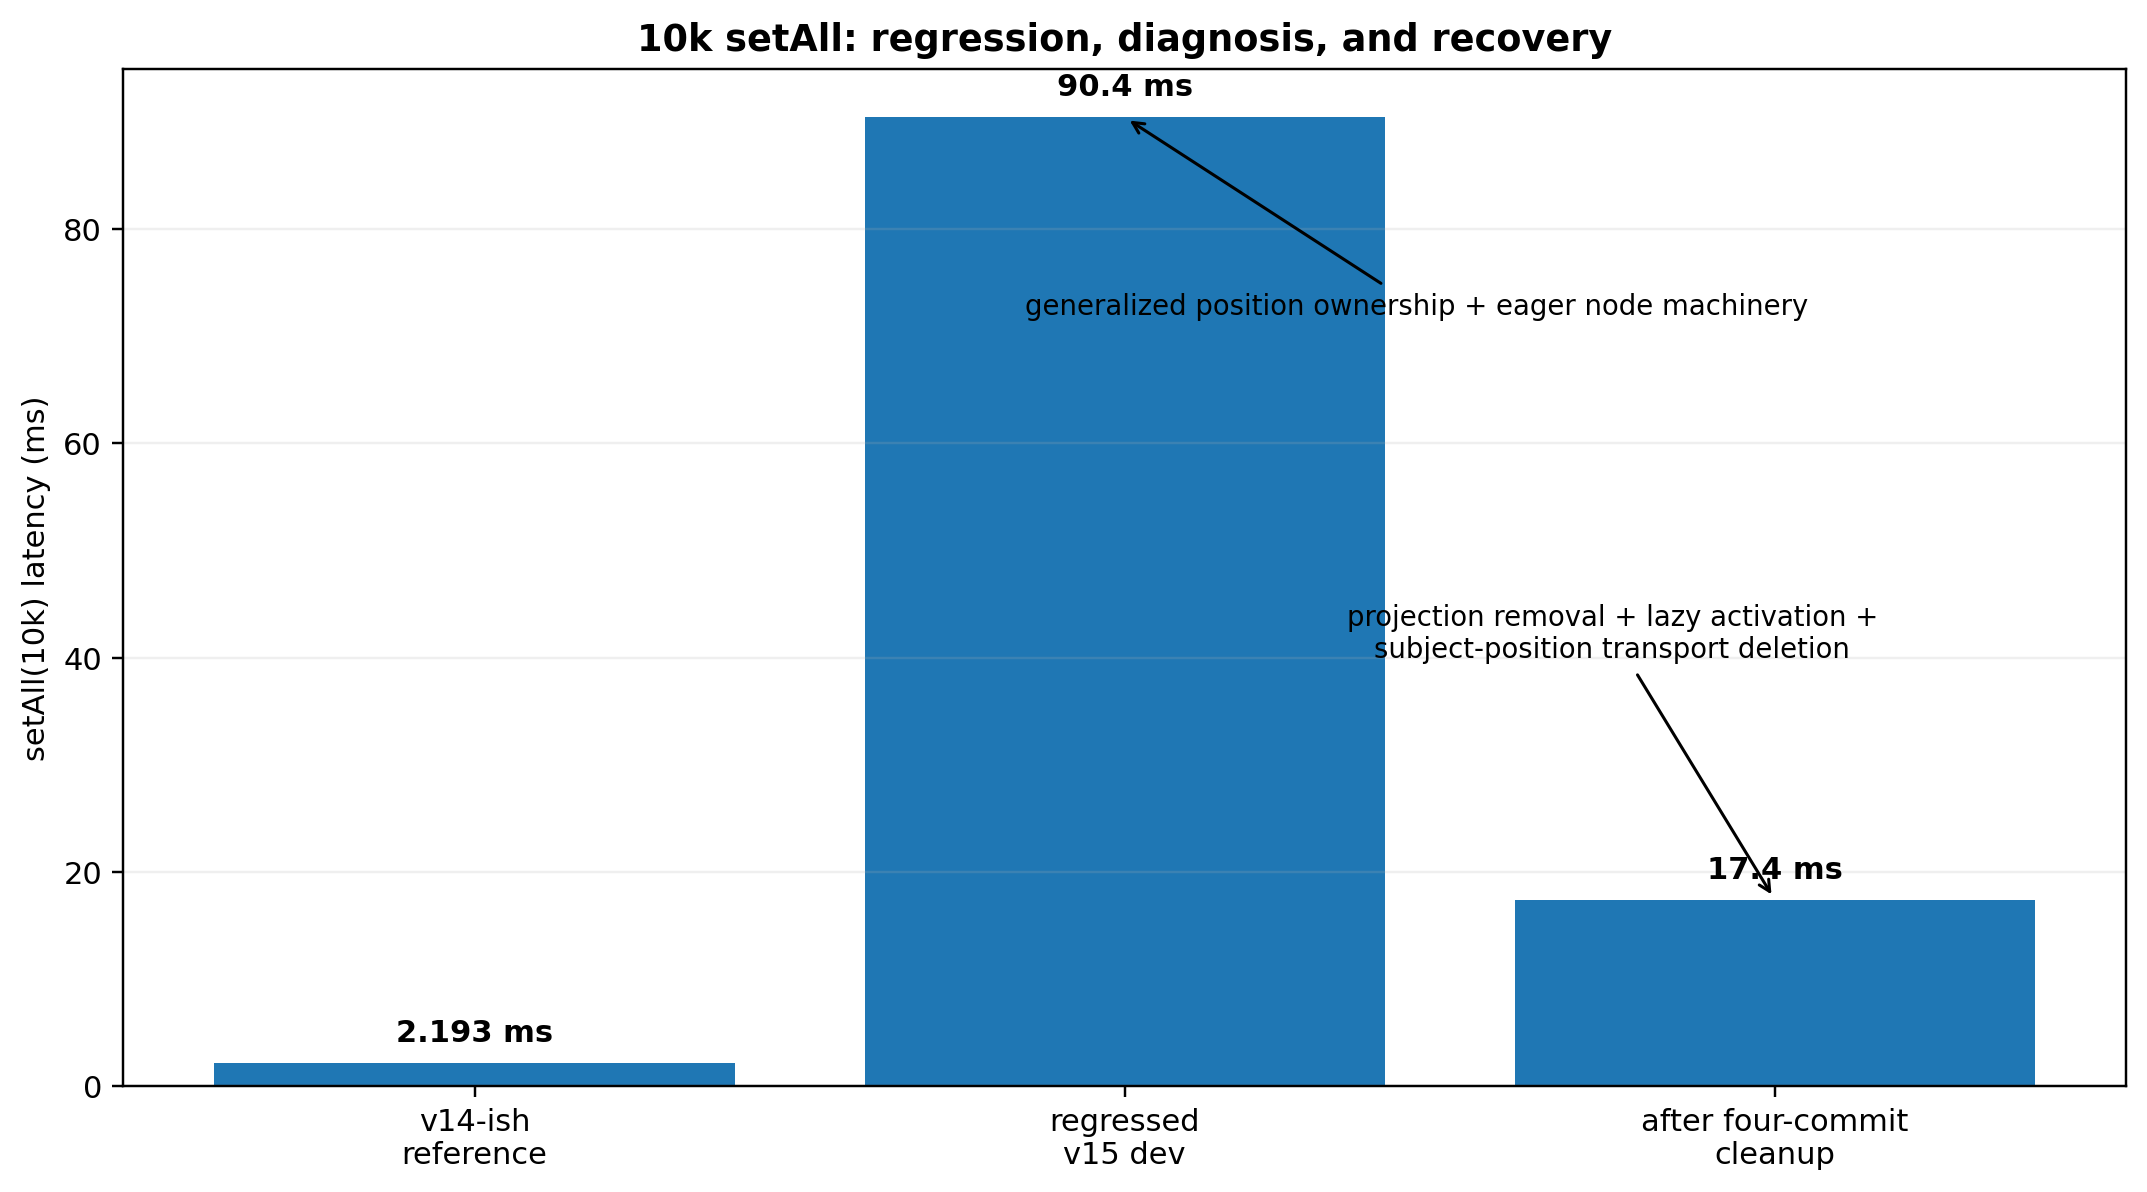 10k setAll: regression, diagnosis, and recovery
90.4 ms
80
generalized position ownership + eager node machinery
60
setAll(10k) latency (ms)
projection removal + lazy activation +
subject-position transport deletion
40
20
17.4 ms
2.193 ms
0
v14-ish
reference
regressed
v15 dev
after four-commit
cleanup